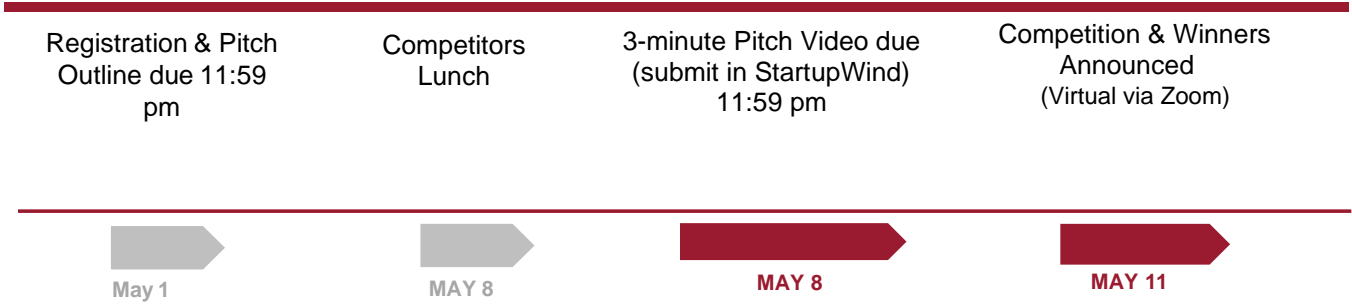 Registration & Pitch
Outline due 11:59
pm
Competitors
Lunch
3-minute Pitch Video due
(submit in StartupWind)
11:59 pm
Competition & Winners
Announced
(Virtual via Zoom)
May 1
MAY 8
MAY 8
MAY 11